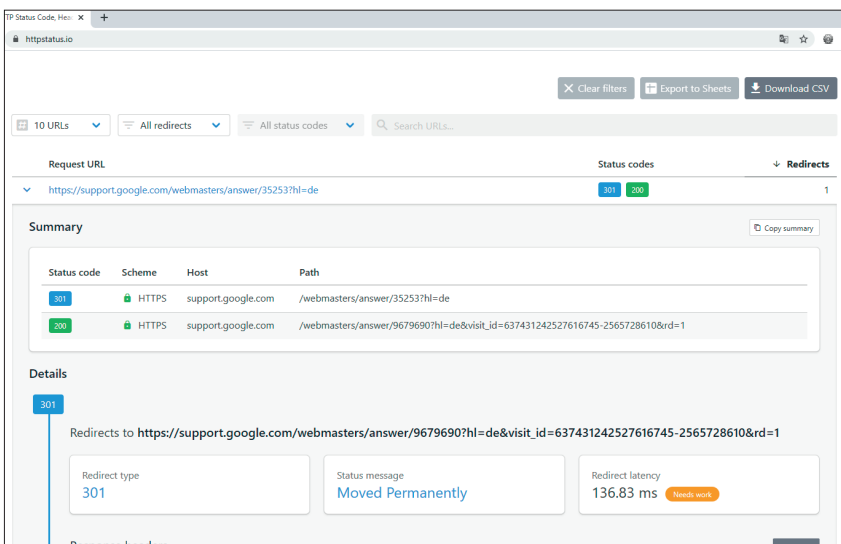 TP Status Code, Hea
httpstatus.io
Clear filters Export to Sheets Download CSV
10 URLs All redirects All status codes Search URLs...
Request URL Status codes Redirects
https://support.google.com/webmasters/answer/35253?hl=de 301 200 1
Summary Copy summary
Status code Scheme Host Path
301 HTTPS support.google.com /webmasters/answer/35253?hl=de
200 HTTPS support.google.com /webmasters/answer/9679690?hl=de&visit_id=637431242527616745-2565728610&rd=1
Details
301
Redirects to https://support.google.com/webmasters/answer/9679690?hl=de&visit_id=637431242527616745-2565728610&rd=1
Redirect type Status message Redirect latency
301 Moved Permanently 136.83 ms Needs work